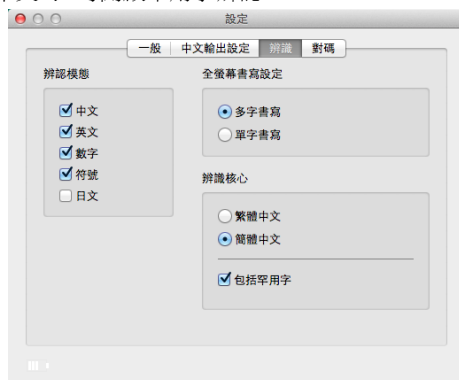 設定
一般 中文輸出設定 辨識 對碼
辨認模態
中文
英文
數字
符號
日文
全螢幕書寫設定
多字書寫
單字書寫
辨識核心
繁體中文
簡體中文
包括罕用字